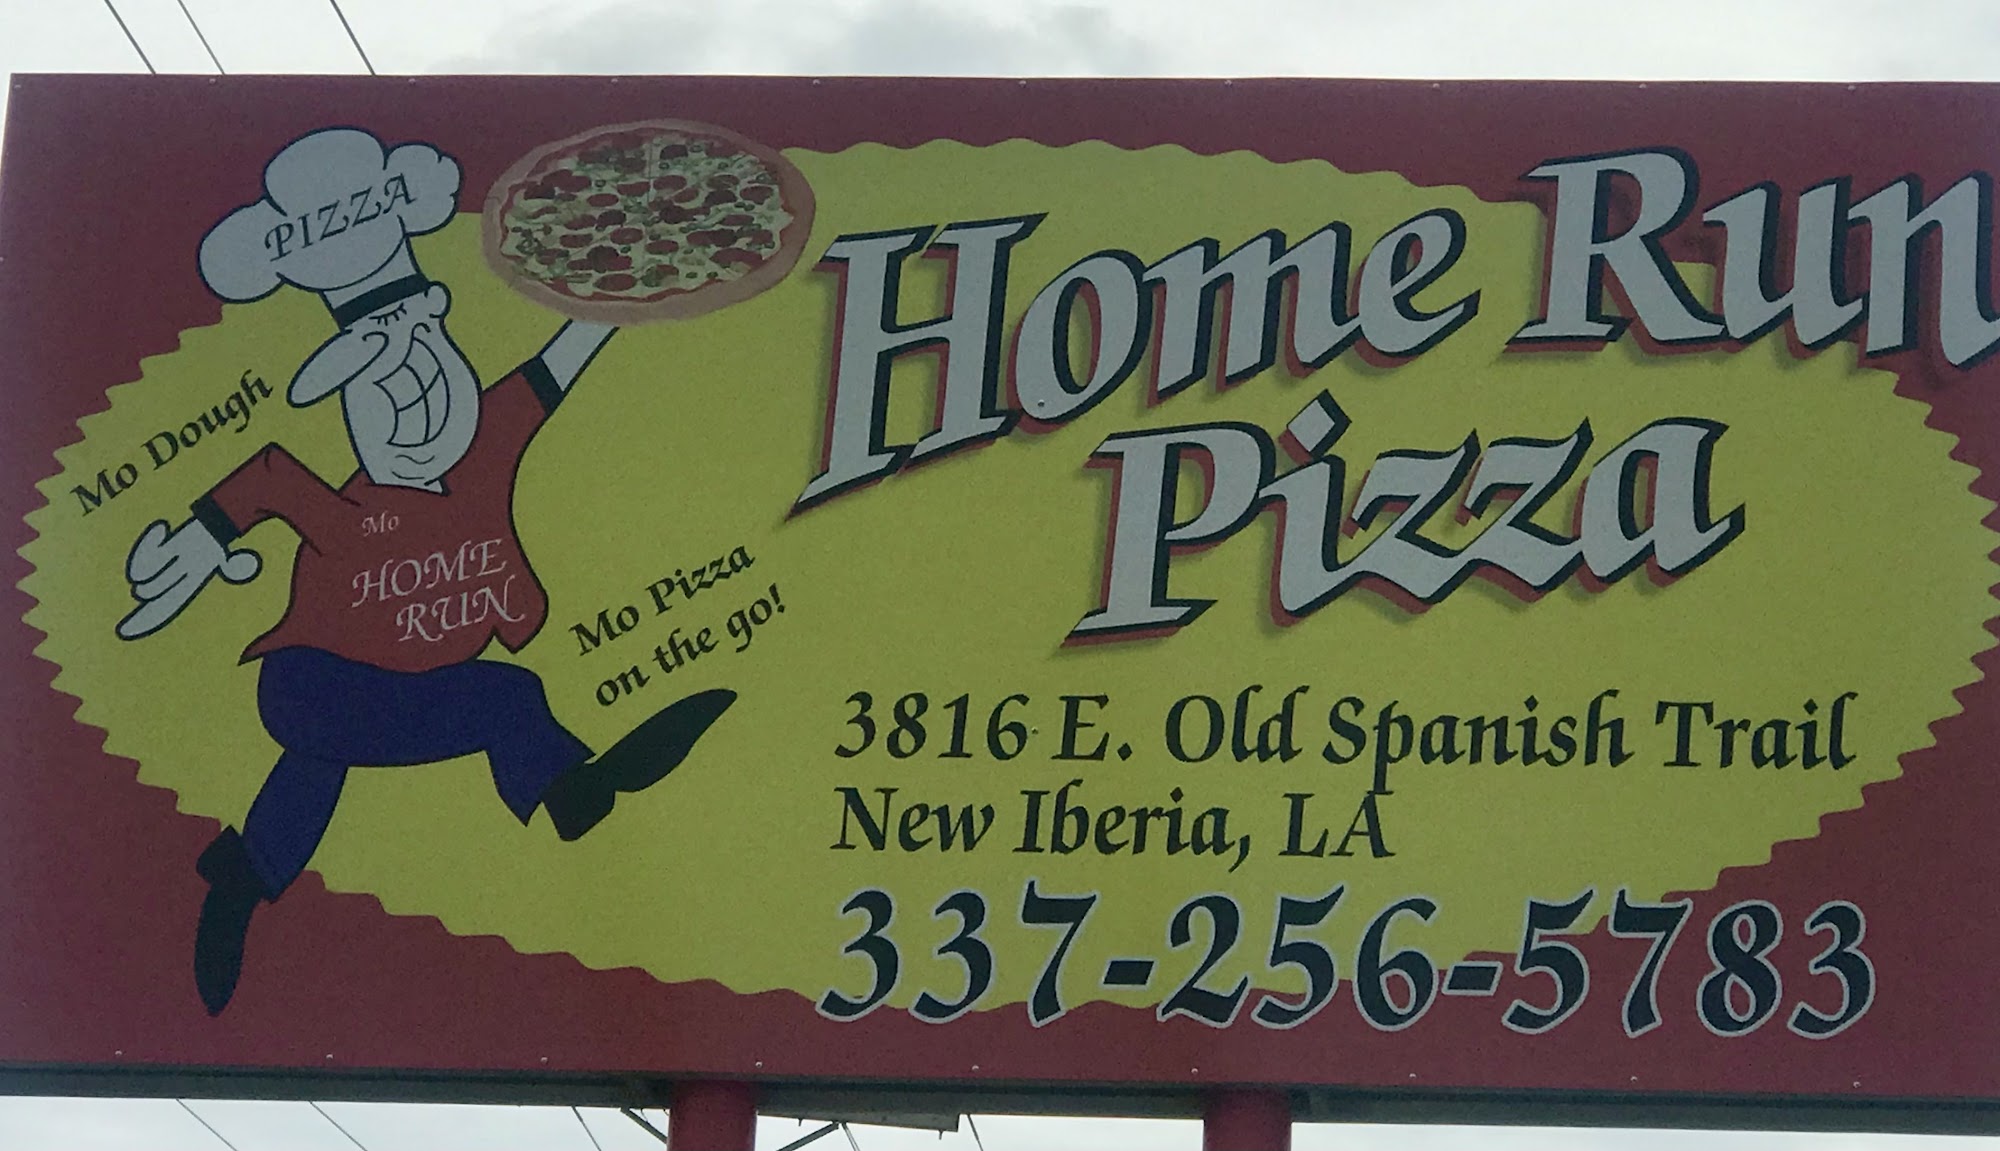 PIZZA
Mo Dough
Mo
HOME
RUN
Mo Pizza
on the go!
Home Run
Pizza
3816 E. Old Spanish Trail
New Iberia, LA
337-256-5783